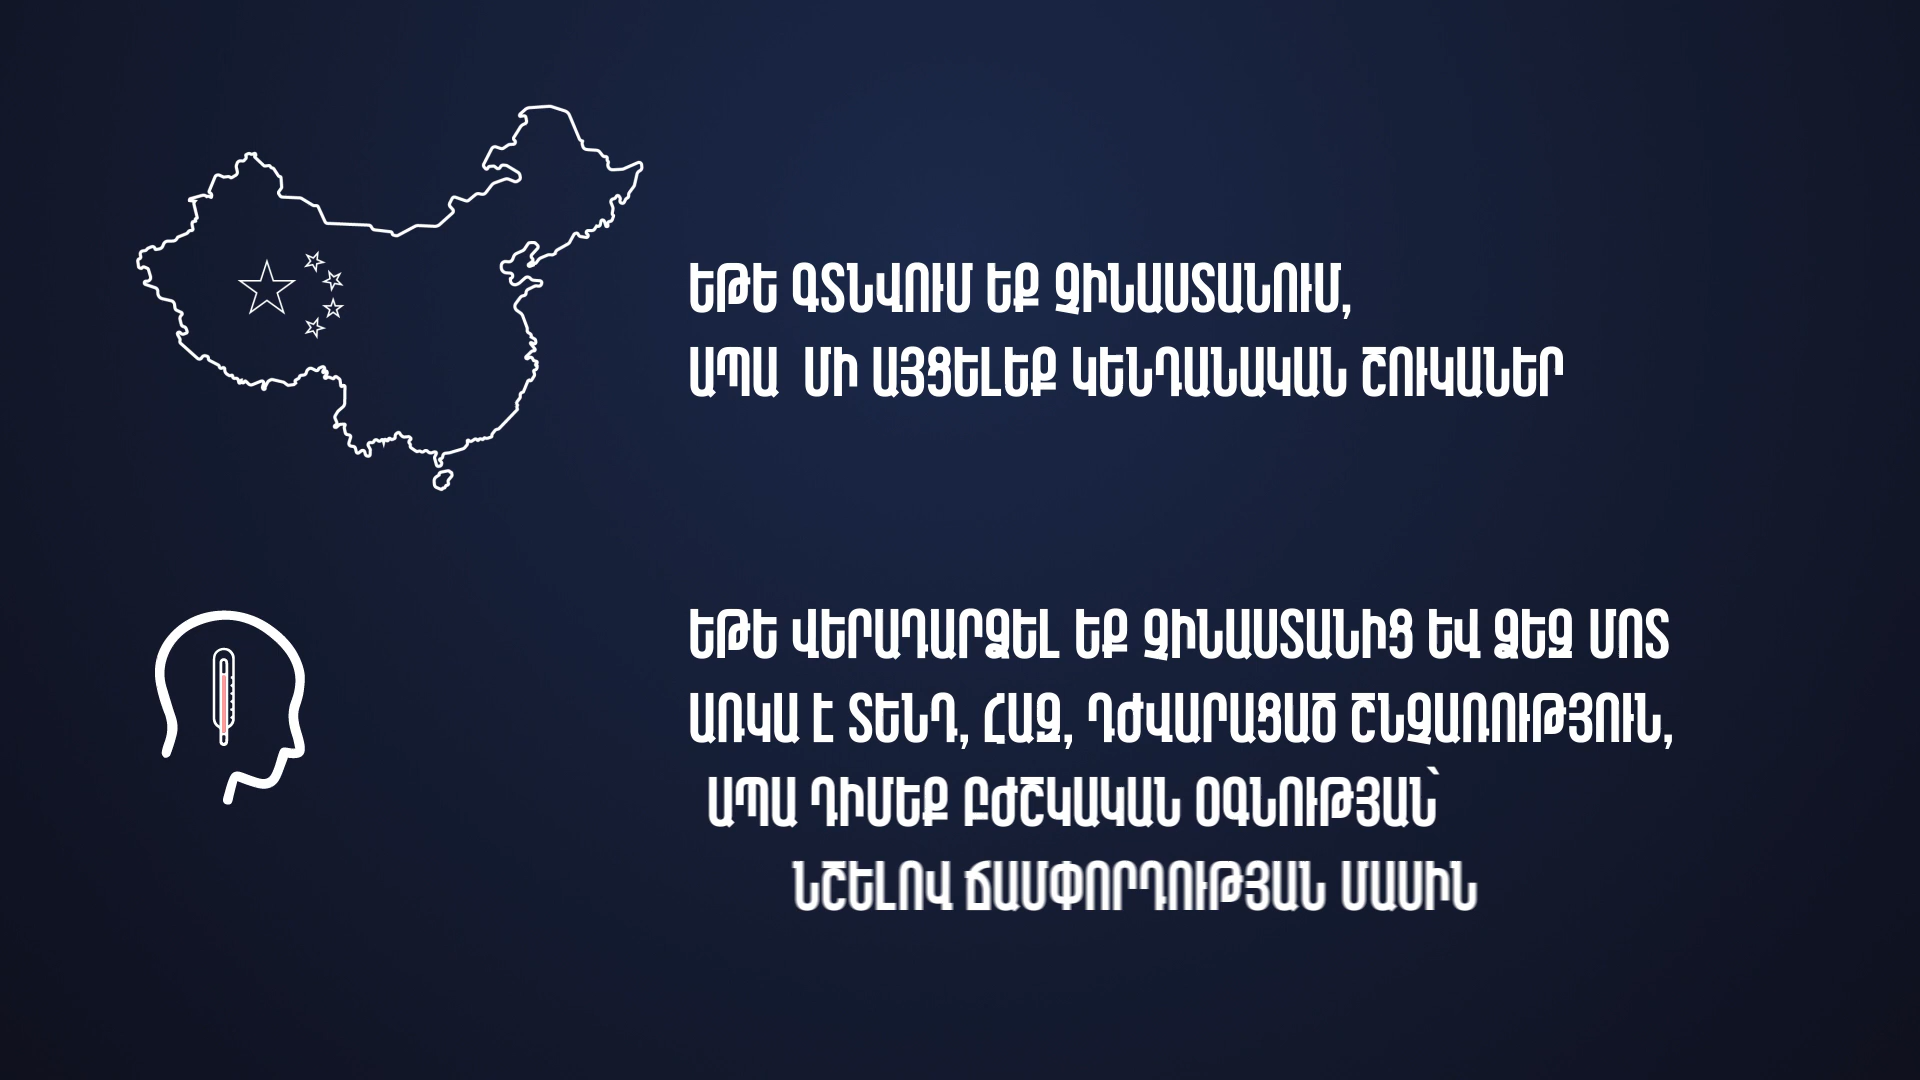 ԵԹԵ ԳՏՆՎՈՒՄ ԵՔ ՉԻՆԱՍՏԱՆՈՒՄ,
ԱՊԱ ՄԻ ԱՅՑԵԼԵՔ ԿԵՆԴԱՆԱԿԱՆ ՇՈՒԿԱՆԵՐ
ԵԹԵ ՎԵՐԱԴԱՐՁԵԼ ԵՔ ՉԻՆԱՍՏԱՆԻՑ ԵՎ ՁԵԶ ՄՈՏ
ԱՌԿԱ Է ՏԵՆԴ, ՀԱԶ, ԴԺՎԱՐԱՑԱԾ ՇՆՉԱՌՈՒԹՅՈՒՆ,
ԱՊԱ ԴԻՄԵՔ ԲԺՇԿԱԿԱՆ ՕԳՆՈՒԹՅԱՆ՝
ՆՇԵԼՈՎ ՃԱՄՓՈՐԴՈՒԹՅԱՆ ՄԱՍԻՆ